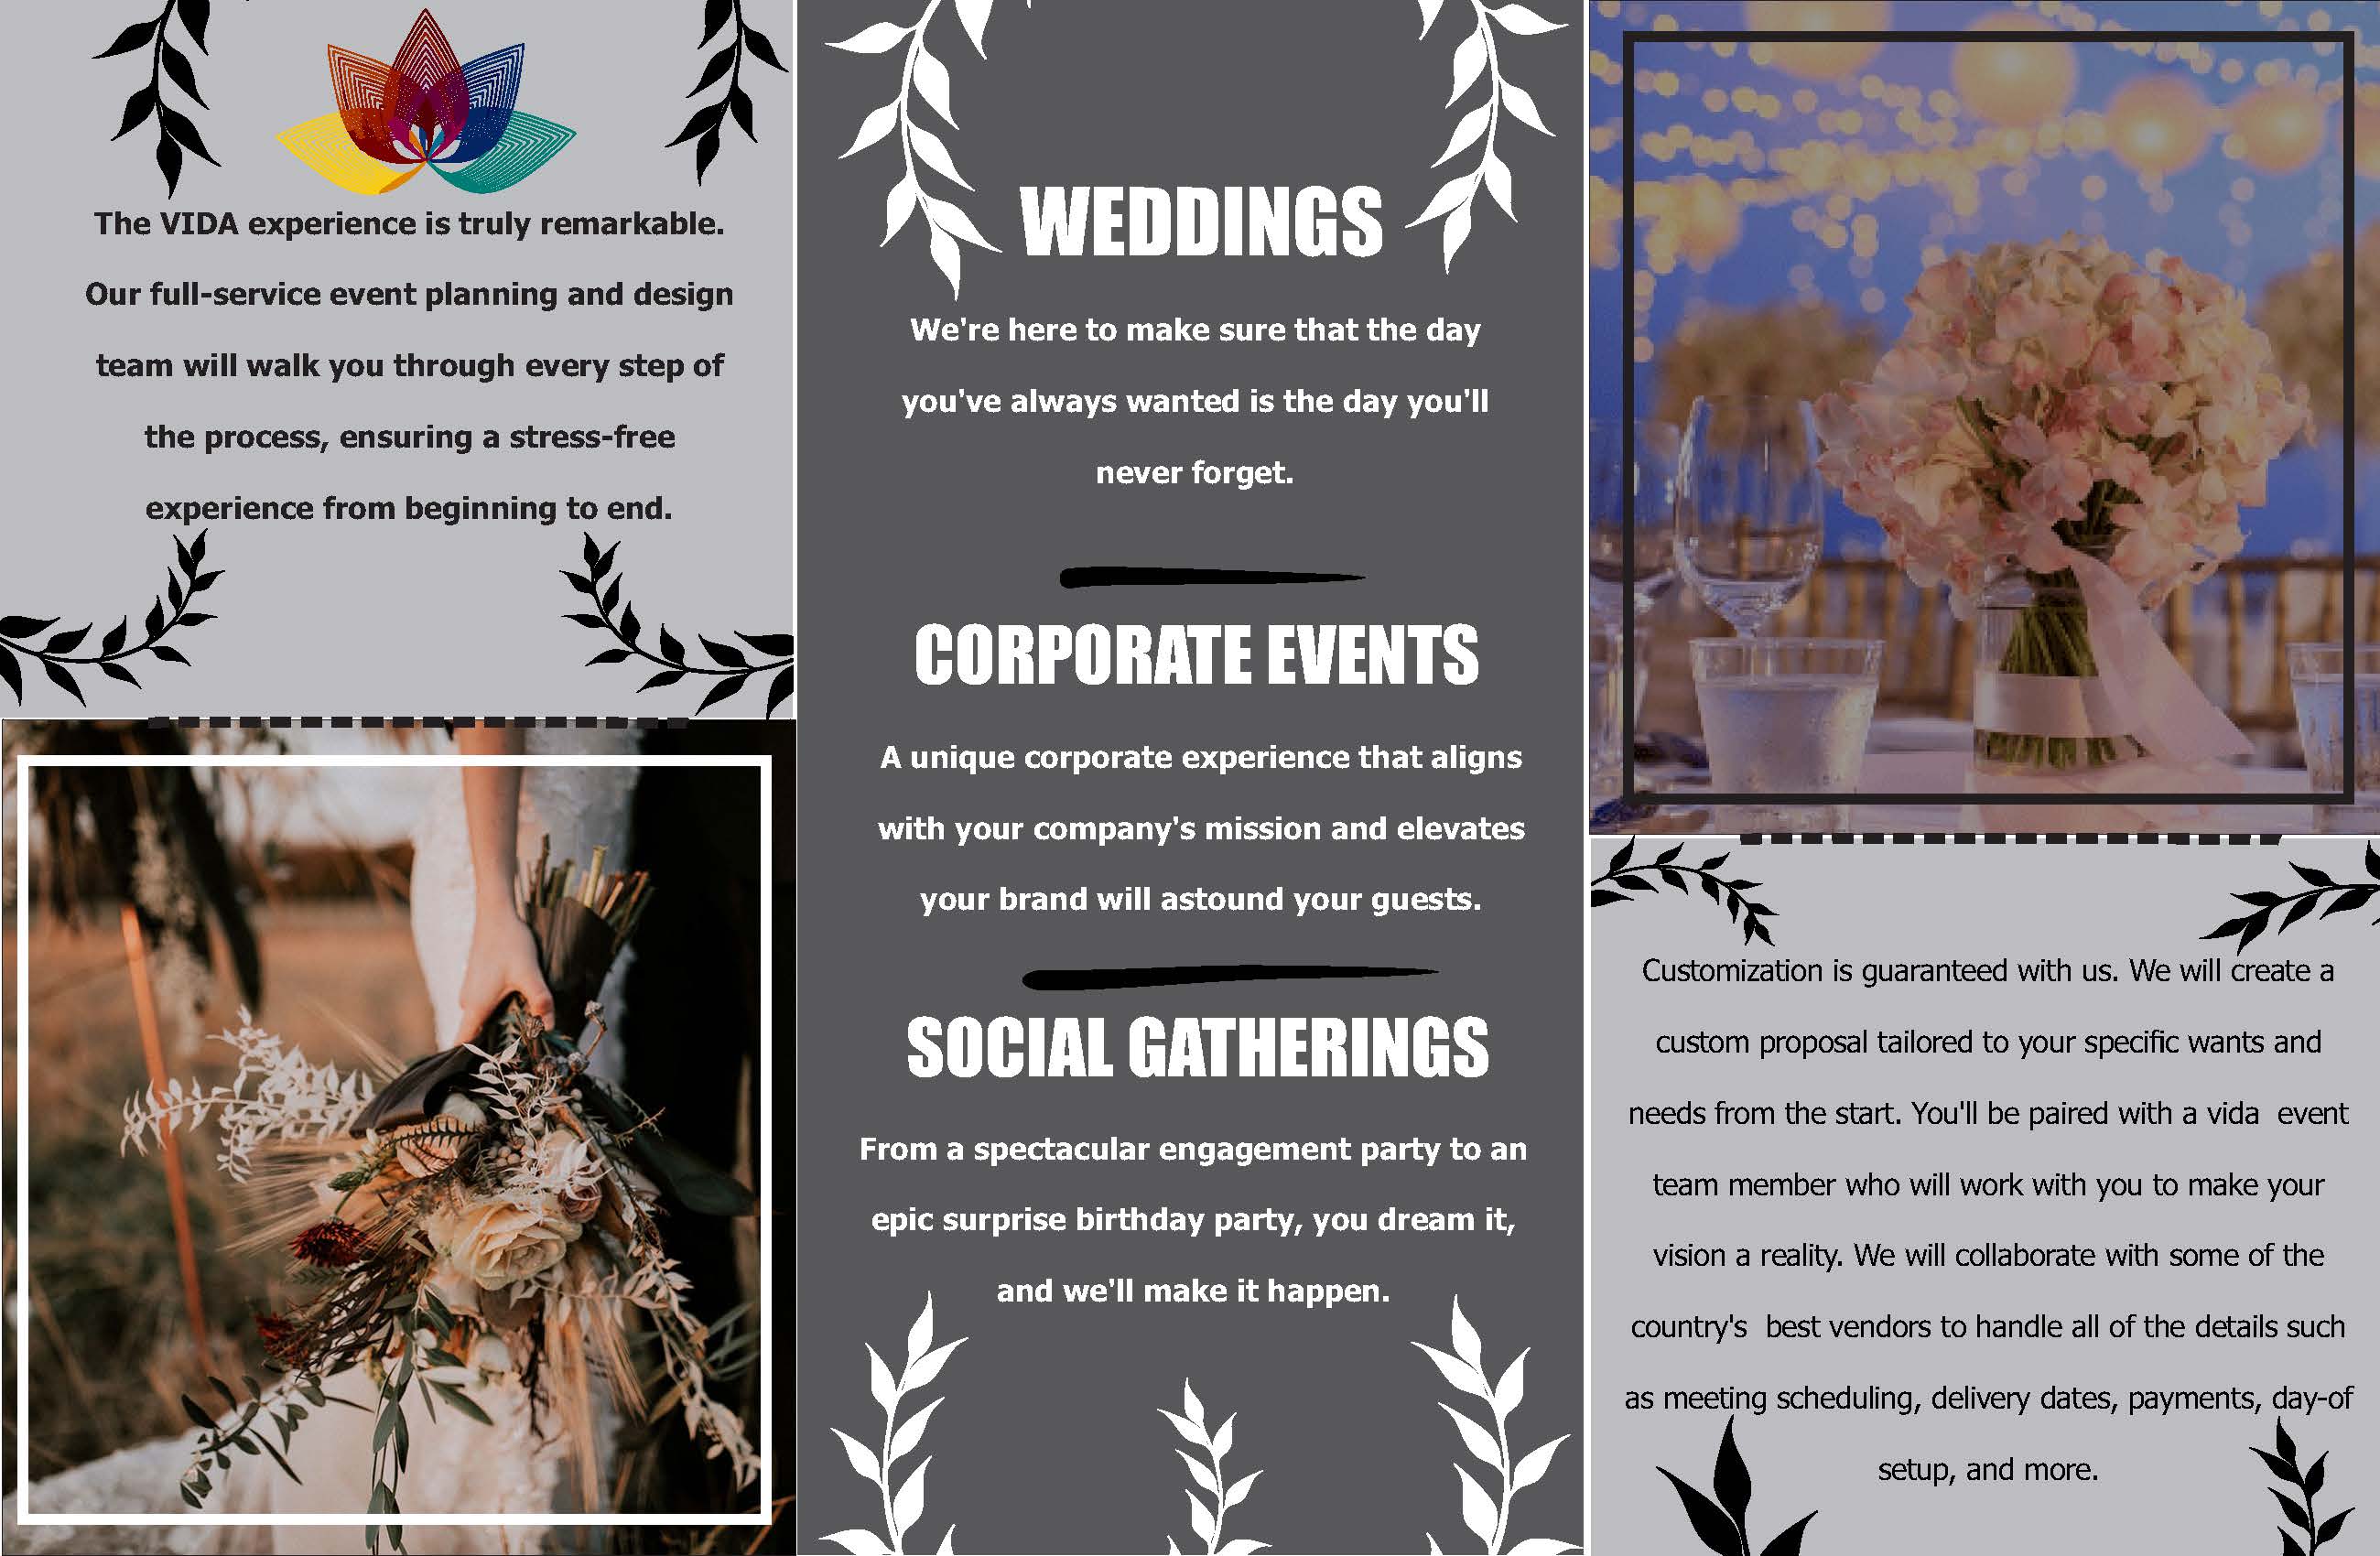 The VIDA experience is truly remarkable.
Our full-service event planning and design
team will walk you through every step of
the process, ensuring a stress-free
experience from beginning to end.
WEDDINGS
We're here to make sure that the day
you've always wanted is the day you'll
never forget.
CORPORATE EVENTS
A unique corporate experience that aligns
with your company's mission and elevates
your brand will astound your guests.
SOCIAL GATHERINGS
From a spectacular engagement party to an
epic surprise birthday party, you dream it,
and we'll make it happen.
Customization is guaranteed with us. We will create a
custom proposal tailored to your specific wants and
needs from the start. You'll be paired with a vida  event
team member who will work with you to make your
vision a reality. We will collaborate with some of the
country's  best vendors to handle all of the details such
as meeting scheduling, delivery dates, payments, day-of
setup, and more.